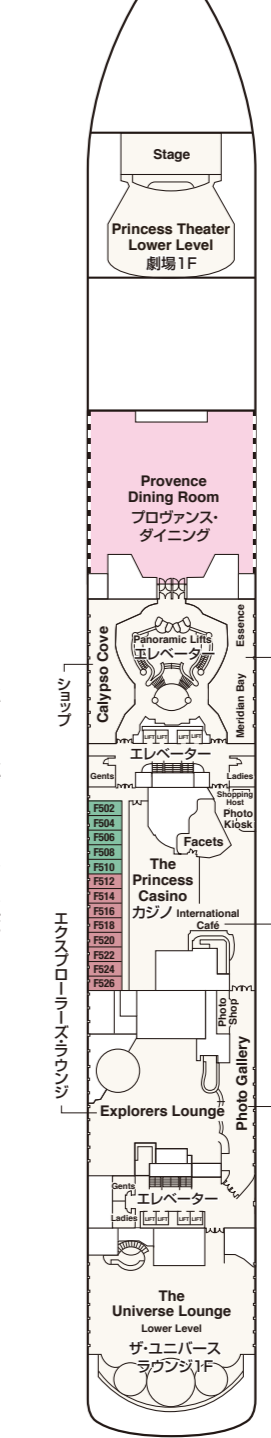 Stage
Princess Theater
Lower Level
劇場1F
Provence
Dining Room
プロヴァンス・
ダイニング
Calypso Cove
Panoramic Lifts
エレベーター
Essence
Meridian Bay
ショップ
LIFT LIFT LIFT LIFT
エレベーター
Gents
Ladies
Shopping
Host
Photo
Kiosk
F502
F504
F506
F508
F510
F512
F514
F516
F518
F520
F522
F524
F526
Facets
The
Princess
Casino
カジノ
International
Café
Photo
Shop
Photo Gallery
エクスプローラーズ・ラウンジ
Explorers Lounge
Gents
エレベーター
Ladies
LIFT LIFT LIFT LIFT
The
Universe Lounge
Lower Level
ザ・ユニバース
ラウンジ1F